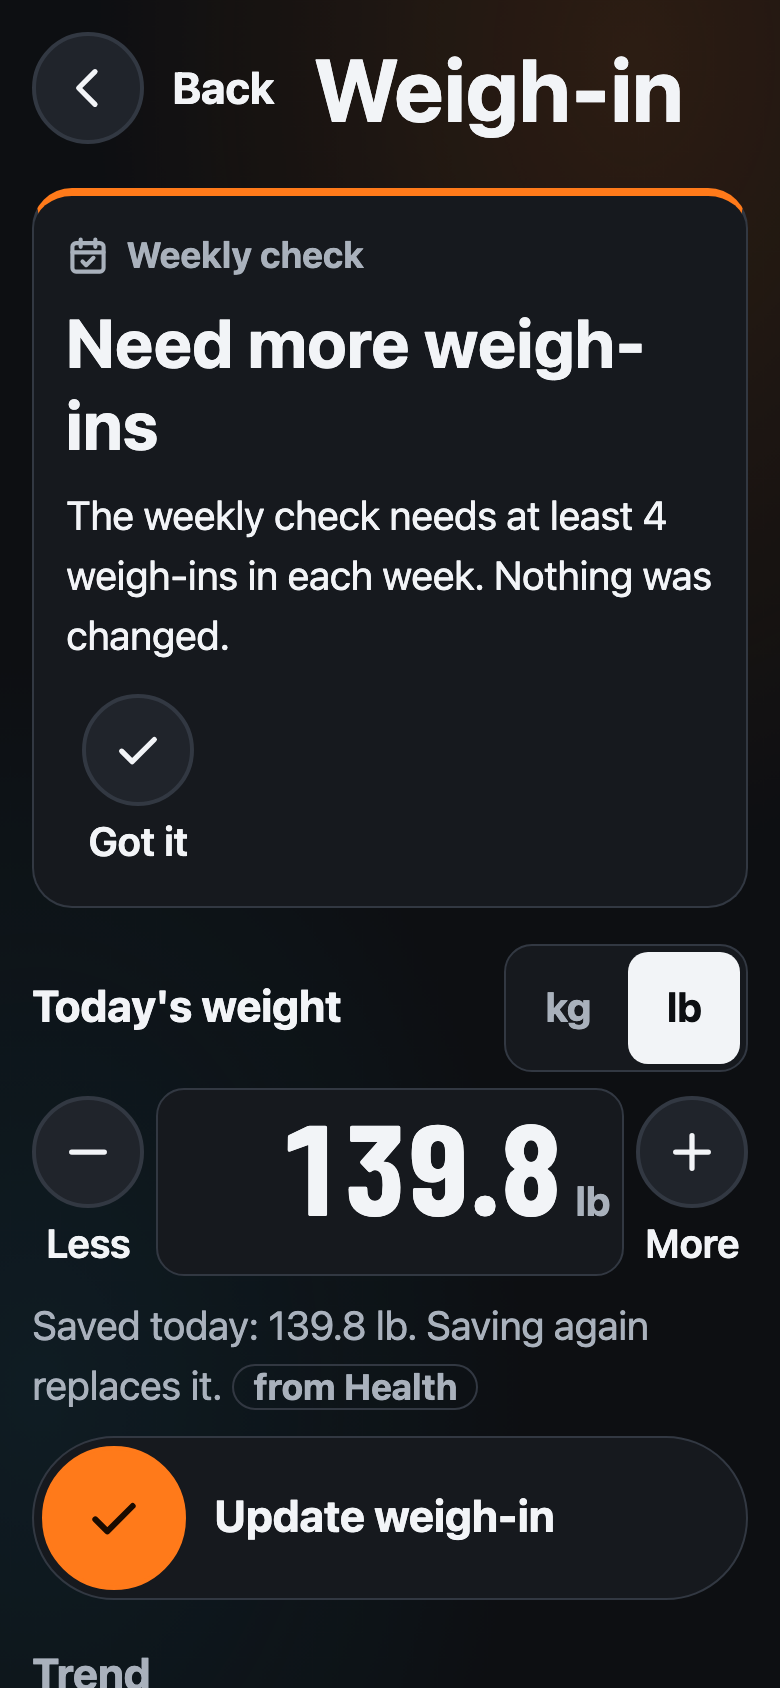 Back Weigh-in
Weekly check
Need more weigh-
ins
The weekly check needs at least 4
weigh-ins in each week. Nothing was
changed.
Got it
Today's weight kg lb
139.8 lb
Less More
Saved today: 139.8 lb. Saving again
replaces it. from Health
Update weigh-in
Trend